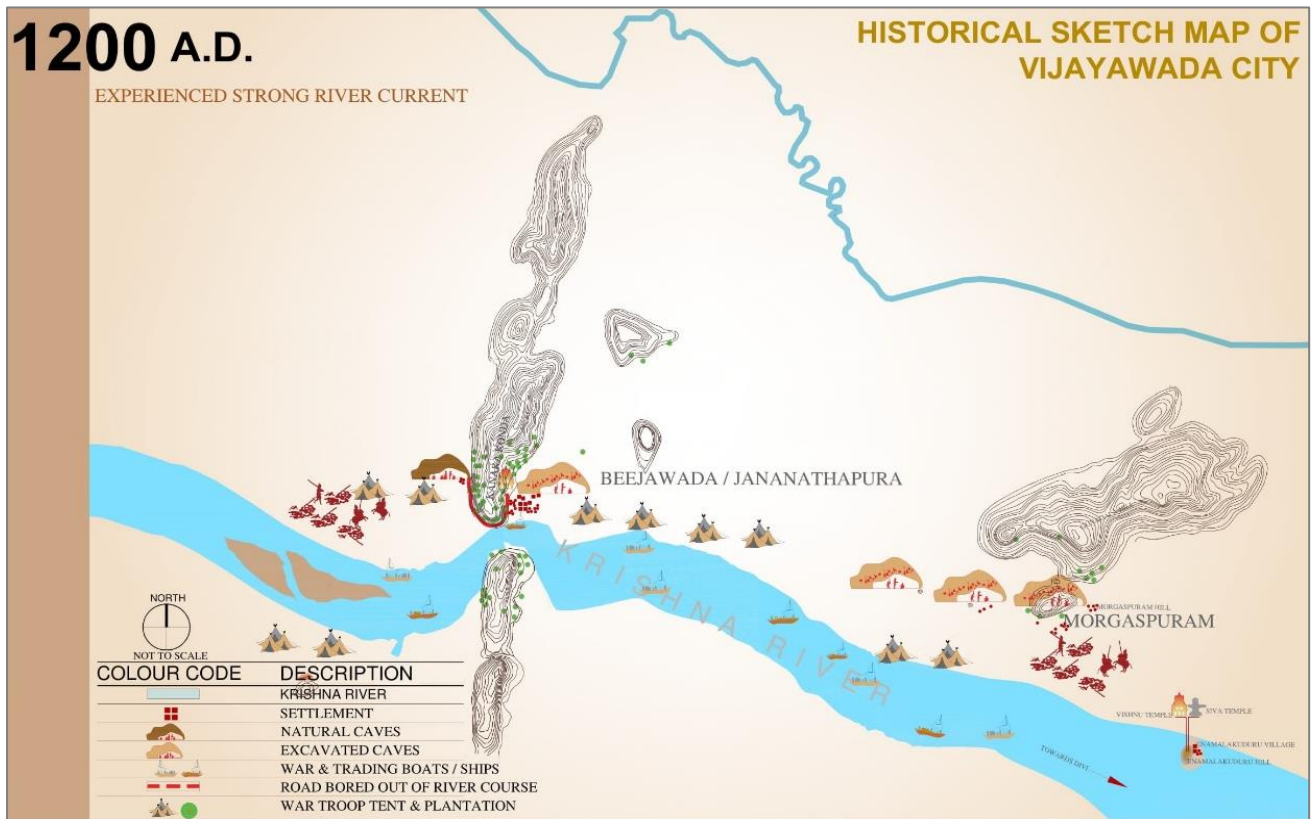 1200 A.D.
EXPERIENCED STRONG RIVER CURRENT
HISTORICAL SKETCH MAP OF
VIJAYAWADA CITY
BEEJAWADA / JANANATHAPURA
KRISHNA RIVER
MORGASPURAM HILL
MORGASPURAM
VISHNU TEMPLE
SIVA TEMPLE
TOWARDS DIVI
ENAMALAKUDURU VILLAGE
ENAMALAKUDURU HILL
NORTH
NOT TO SCALE
COLOUR CODE DESCRIPTION
KRISHNA RIVER
SETTLEMENT
NATURAL CAVES
EXCAVATED CAVES
WAR & TRADING BOATS / SHIPS
ROAD BORED OUT OF RIVER COURSE
WAR TROOP TENT & PLANTATION